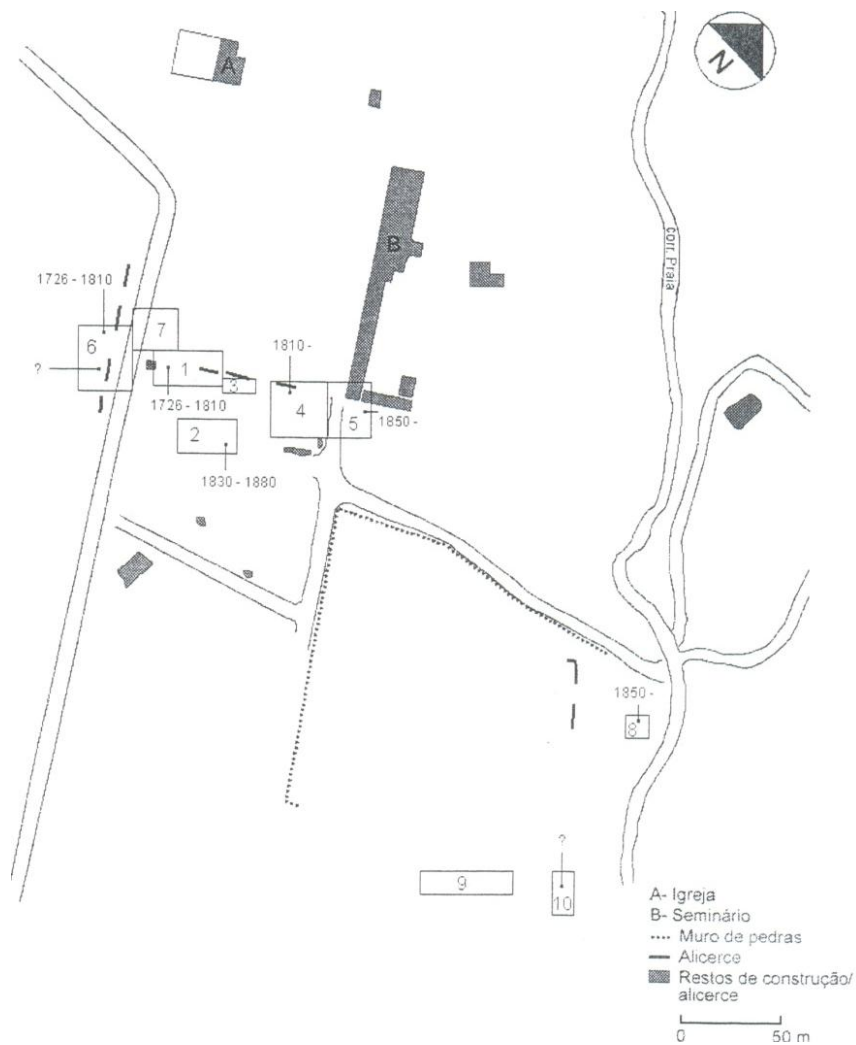 A
N
B
Corr. Praia
1726 - 1810
6
?
7
1
3
1726 - 1810
1810 -
4
5
1850 -
2
1830 - 1880
1850 -
8
?
9
10
A- Igreja
B- Seminário
Muro de pedras
Alicerce
Restos de construção/
alicerce
0 50 m